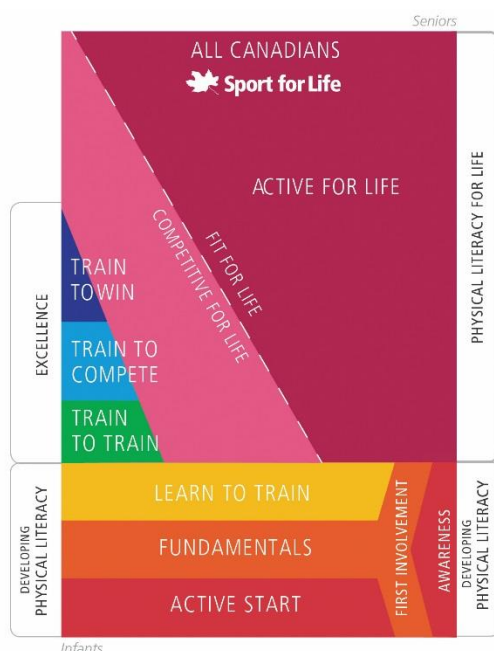 Seniors
ALL CANADIANS
Sport for Life
ACTIVE FOR LIFE
FIT FOR LIFE
COMPETITIVE FOR LIFE
PHYSICAL LITERACY FOR LIFE
EXCELLENCE
TRAIN
TO WIN
TRAIN TO
COMPETE
TRAIN
TO TRAIN
DEVELOPING
PHYSICAL LITERACY
LEARN TO TRAIN
FUNDAMENTALS
ACTIVE START
FIRST INVOLVEMENT
AWARENESS
DEVELOPING
PHYSICAL LITERACY
Infants